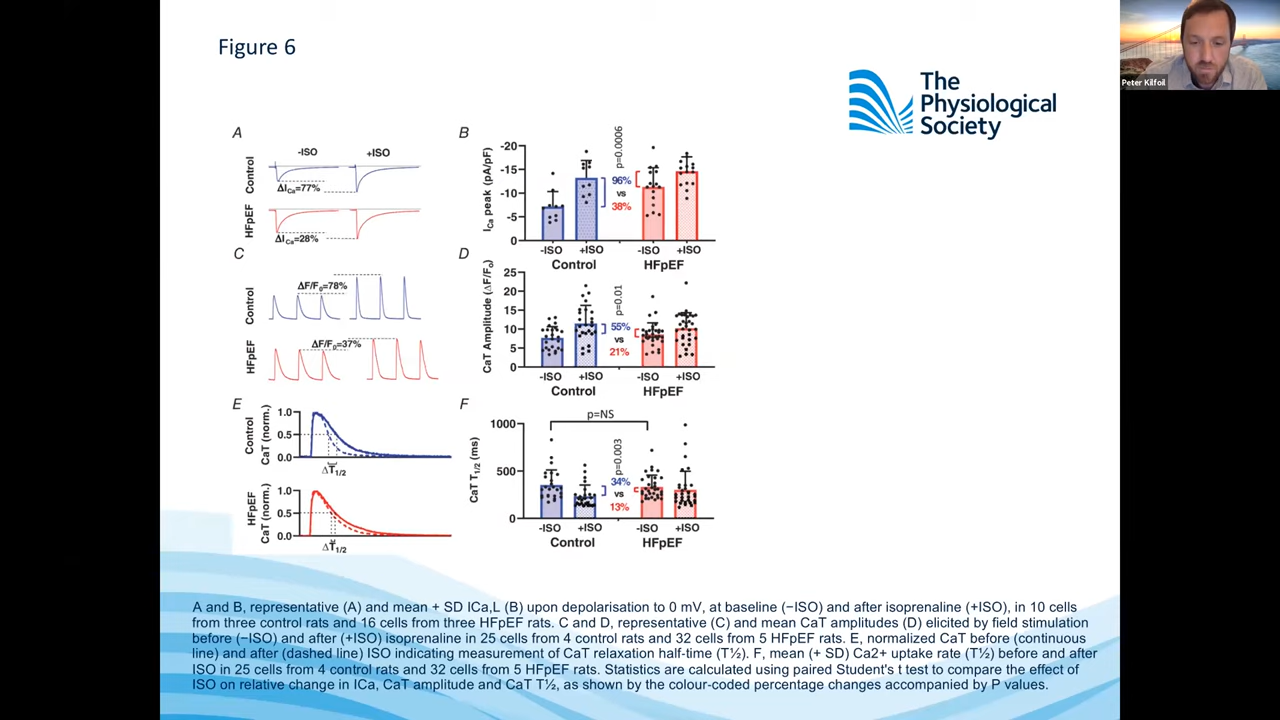 Figure 6
The
Physiological
Society
Peter Kilfoil
A
-ISO
+ISO
Control
ΔICa=77%
HFpEF
ΔICa=28%
B
ICa peak (pA/pF)
-20
-15
-10
-5
0
p=0.0006
96%
vs
38%
-ISO
+ISO
-ISO
+ISO
Control
HFpEF
C
Control
ΔF/F0=78%
HFpEF
ΔF/F0=37%
D
CaT Amplitude (ΔF/Fo)
25
20
15
10
5
0
p=0.01
55%
vs
21%
-ISO
+ISO
-ISO
+ISO
Control
HFpEF
E
Control
CaT (norm.)
1.0
0.5
0.0
ΔT1/2
HFpEF
CaT (norm.)
1.0
0.5
0.0
ΔT1/2
F
CaT T1/2 (ms)
1000
500
0
p=NS
p=0.003
34%
vs
13%
-ISO
+ISO
-ISO
+ISO
Control
HFpEF
A and B, representative (A) and mean + SD ICa,L (B) upon depolarisation to 0 mV, at baseline (−ISO) and after isoprenaline (+ISO), in 10 cells
from three control rats and 16 cells from three HFpEF rats. C and D, representative (C) and mean CaT amplitudes (D) elicited by field stimulation
before (−ISO) and after (+ISO) isoprenaline in 25 cells from 4 control rats and 32 cells from 5 HFpEF rats. E, normalized CaT before (continuous
line) and after (dashed line) ISO indicating measurement of CaT relaxation half-time (T½). F, mean (+ SD) Ca2+ uptake rate (T½) before and after
ISO in 25 cells from 4 control rats and 32 cells from 5 HFpEF rats. Statistics are calculated using paired Student's t test to compare the effect of
ISO on relative change in ICa, CaT amplitude and CaT T½, as shown by the colour-coded percentage changes accompanied by P values.